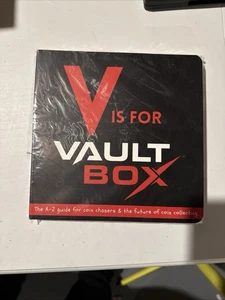 V IS FOR
VAULT
BOX
The A-Z guide for coin chasers & the future of coin collecting